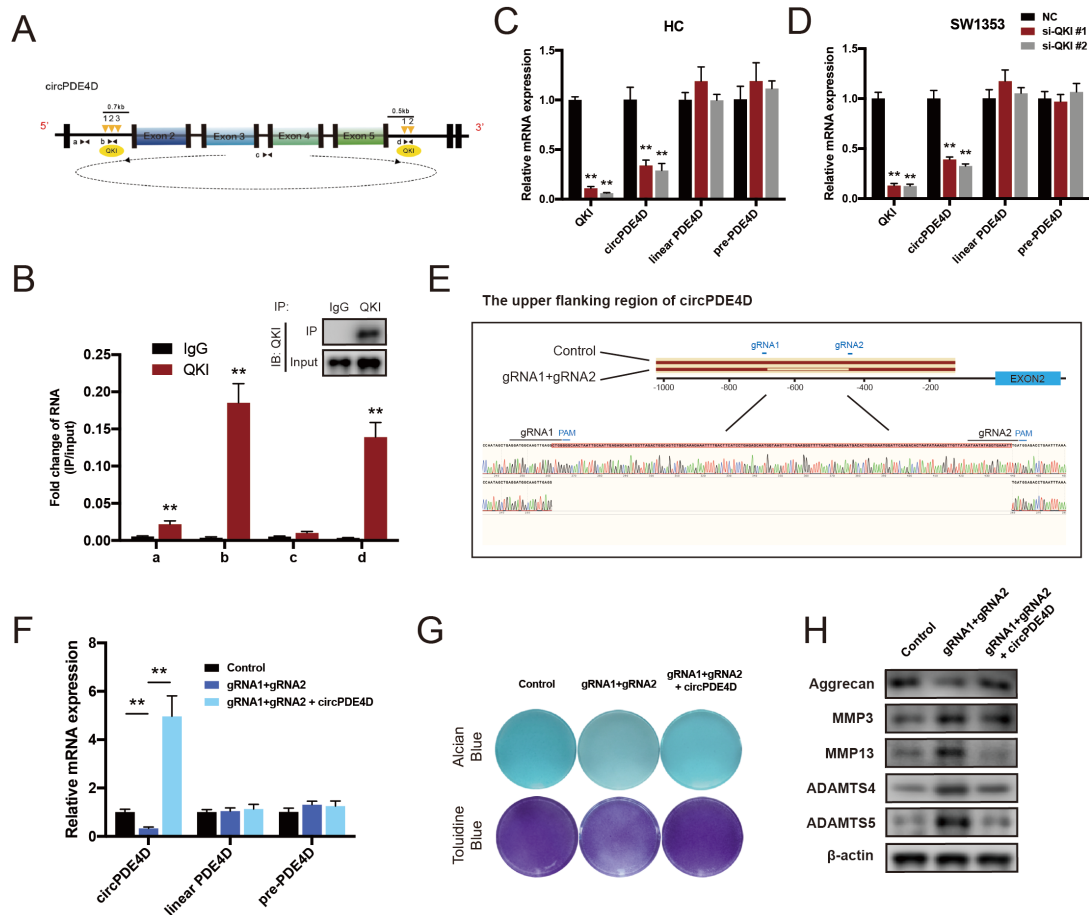 A
circPDE4D
0.7kb
0.5kb
1 2 3
1 2
5'
3'
Exon 2
Exon 3
Exon 4
Exon 5
a
b
c
d
QKI
QKI
C
HC
Relative mRNA expression
1.5
1.0
0.5
0.0
QKI
circPDE4D
linear PDE4D
pre-PDE4D
** ** ** **
D
SW1353
NC
si-QKI #1
si-QKI #2
Relative mRNA expression
1.5
1.0
0.5
0.0
QKI
circPDE4D
linear PDE4D
pre-PDE4D
** ** ** **
B
IP: IgG QKI
IB: QKI
IP
Input
IgG
QKI
Fold change of RNA
(IP/input)
0.25
0.20
0.15
0.10
0.05
0.00
** ** **
a b c d
E
The upper flanking region of circPDE4D
gRNA1
gRNA2
Control
gRNA1+gRNA2
-1000 -800 -600 -400 -200
EXON2
gRNA1 PAM
gRNA2 PAM
F
Relative mRNA expression
8
6
4
2
0
** **
Control
gRNA1+gRNA2
gRNA1+gRNA2 + circPDE4D
circPDE4D
linear PDE4D
pre-PDE4D
G
Control
gRNA1+gRNA2
gRNA1+gRNA2
+ circPDE4D
Alcian
Blue
Toluidine
Blue
H
Control
gRNA1+gRNA2
gRNA1+gRNA2
+ circPDE4D
Aggrecan
MMP3
MMP13
ADAMTS4
ADAMTS5
β-actin